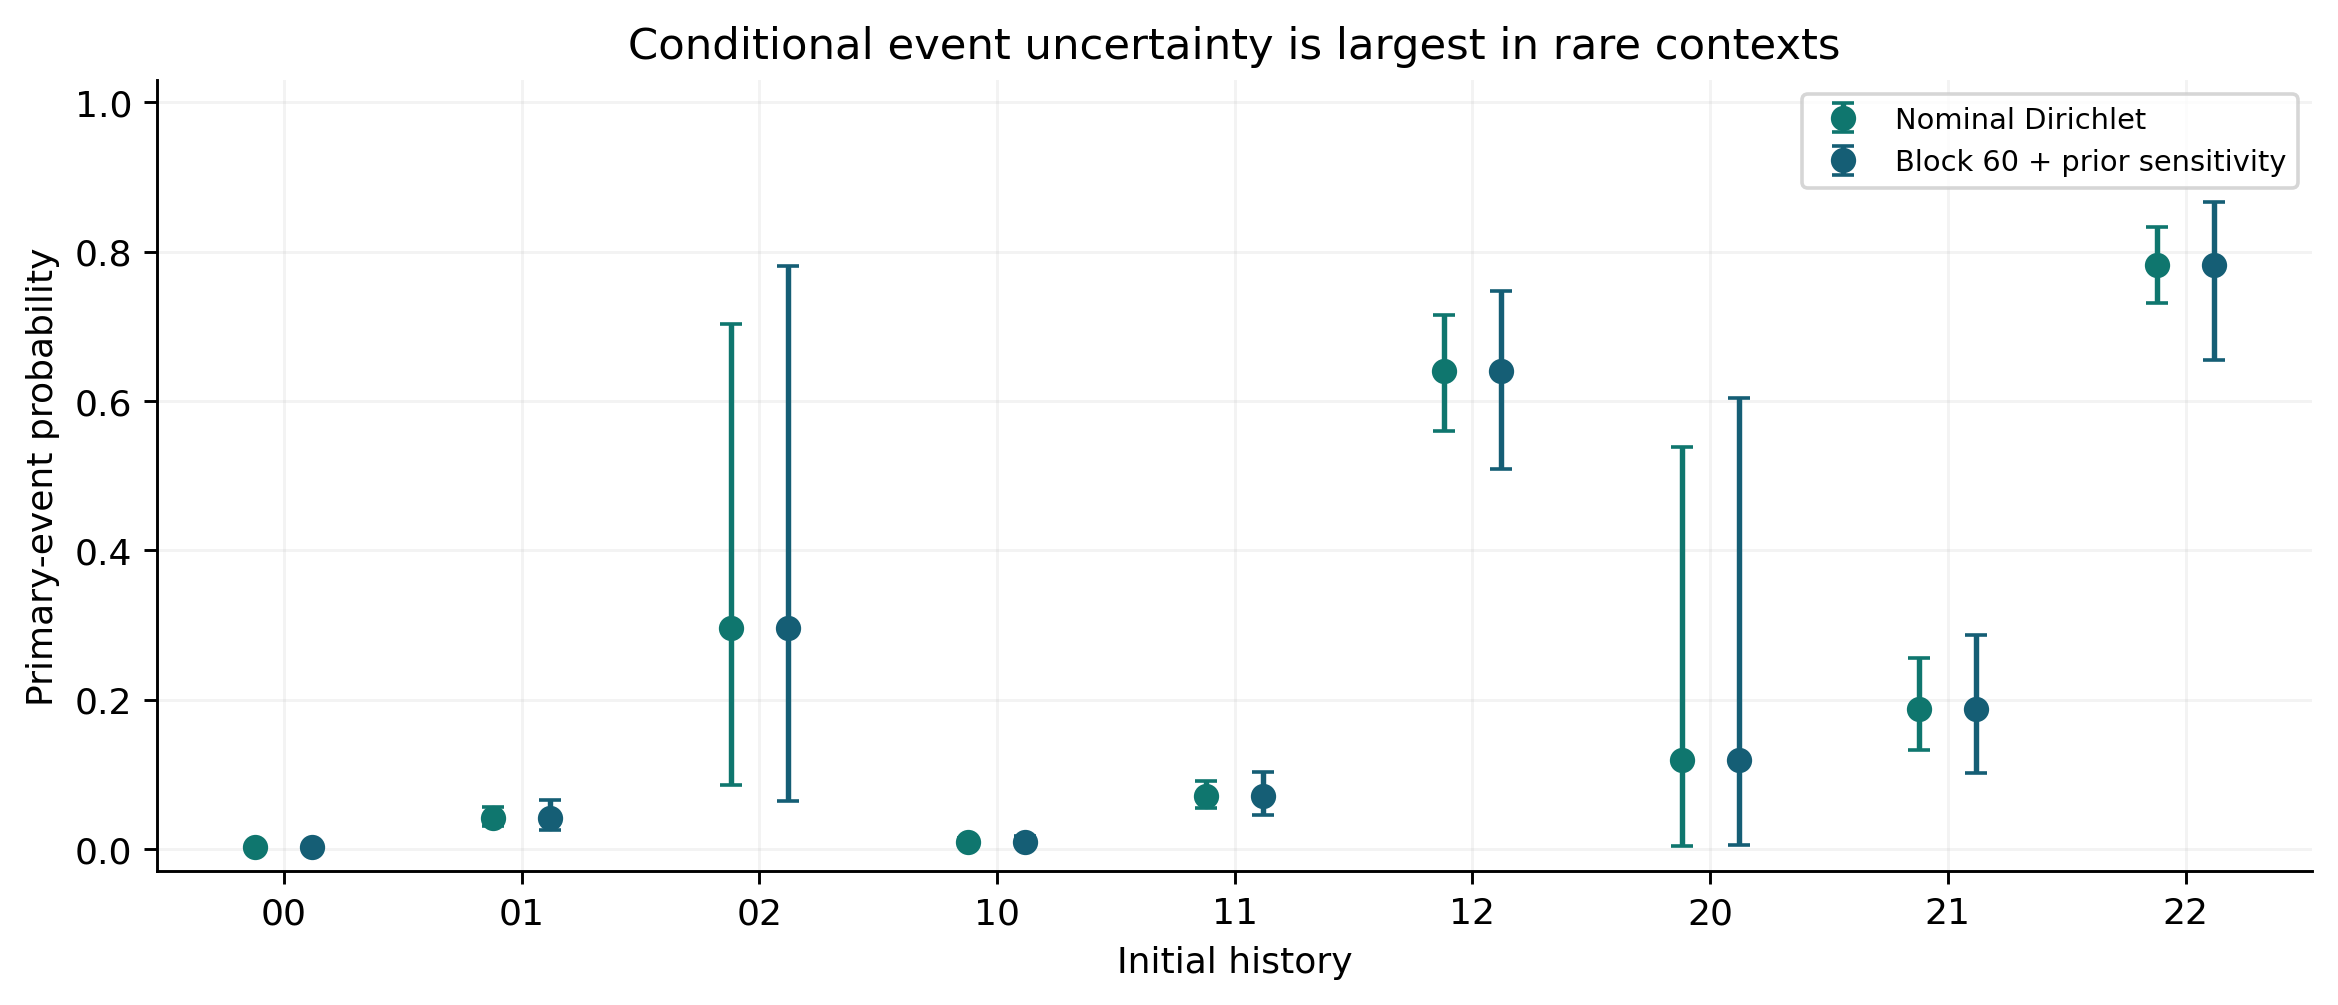 Conditional event uncertainty is largest in rare contexts
Nominal Dirichlet
Block 60 + prior sensitivity
Primary-event probability
1.0
0.8
0.6
0.4
0.2
0.0
00 01 02 10 11 12 20 21 22
Initial history